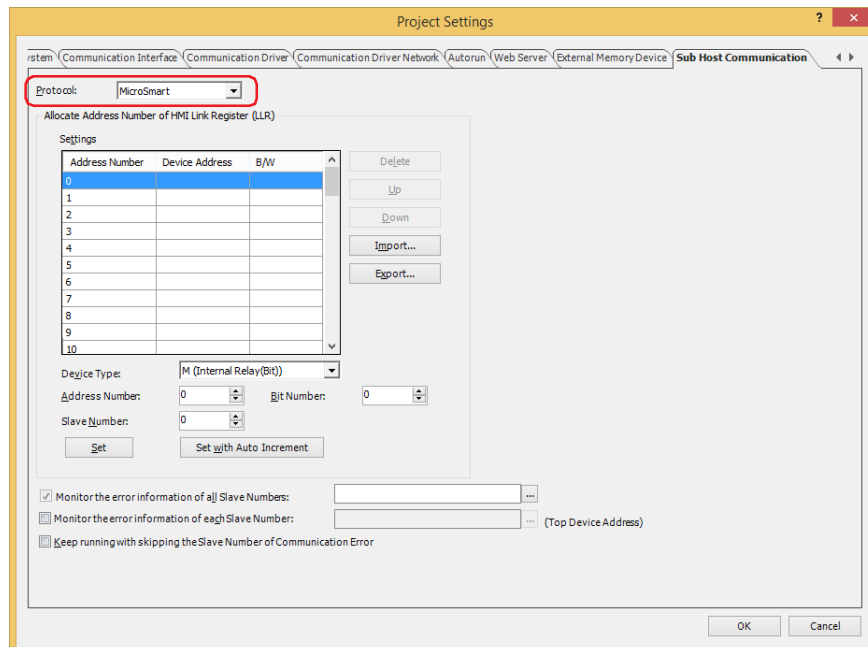 Project Settings
? ×
ystem Communication Interface Communication Driver Communication Driver Network Autorun Web Server External Memory Device Sub Host Communication
Protocol: MicroSmart
Allocate Address Number of HMI Link Register (LLR)
Settings
Address Number Device Address B/W
0
1
2
3
4
5
6
7
8
9
10
Delete
Up
Down
Import...
Export...
Device Type: M (Internal Relay(Bit))
Address Number: 0 Bit Number: 0
Slave Number: 0
Set Set with Auto Increment
Monitor the error information of all Slave Numbers: ...
Monitor the error information of each Slave Number: ... (Top Device Address)
Keep running with skipping the Slave Number of Communication Error
OK Cancel